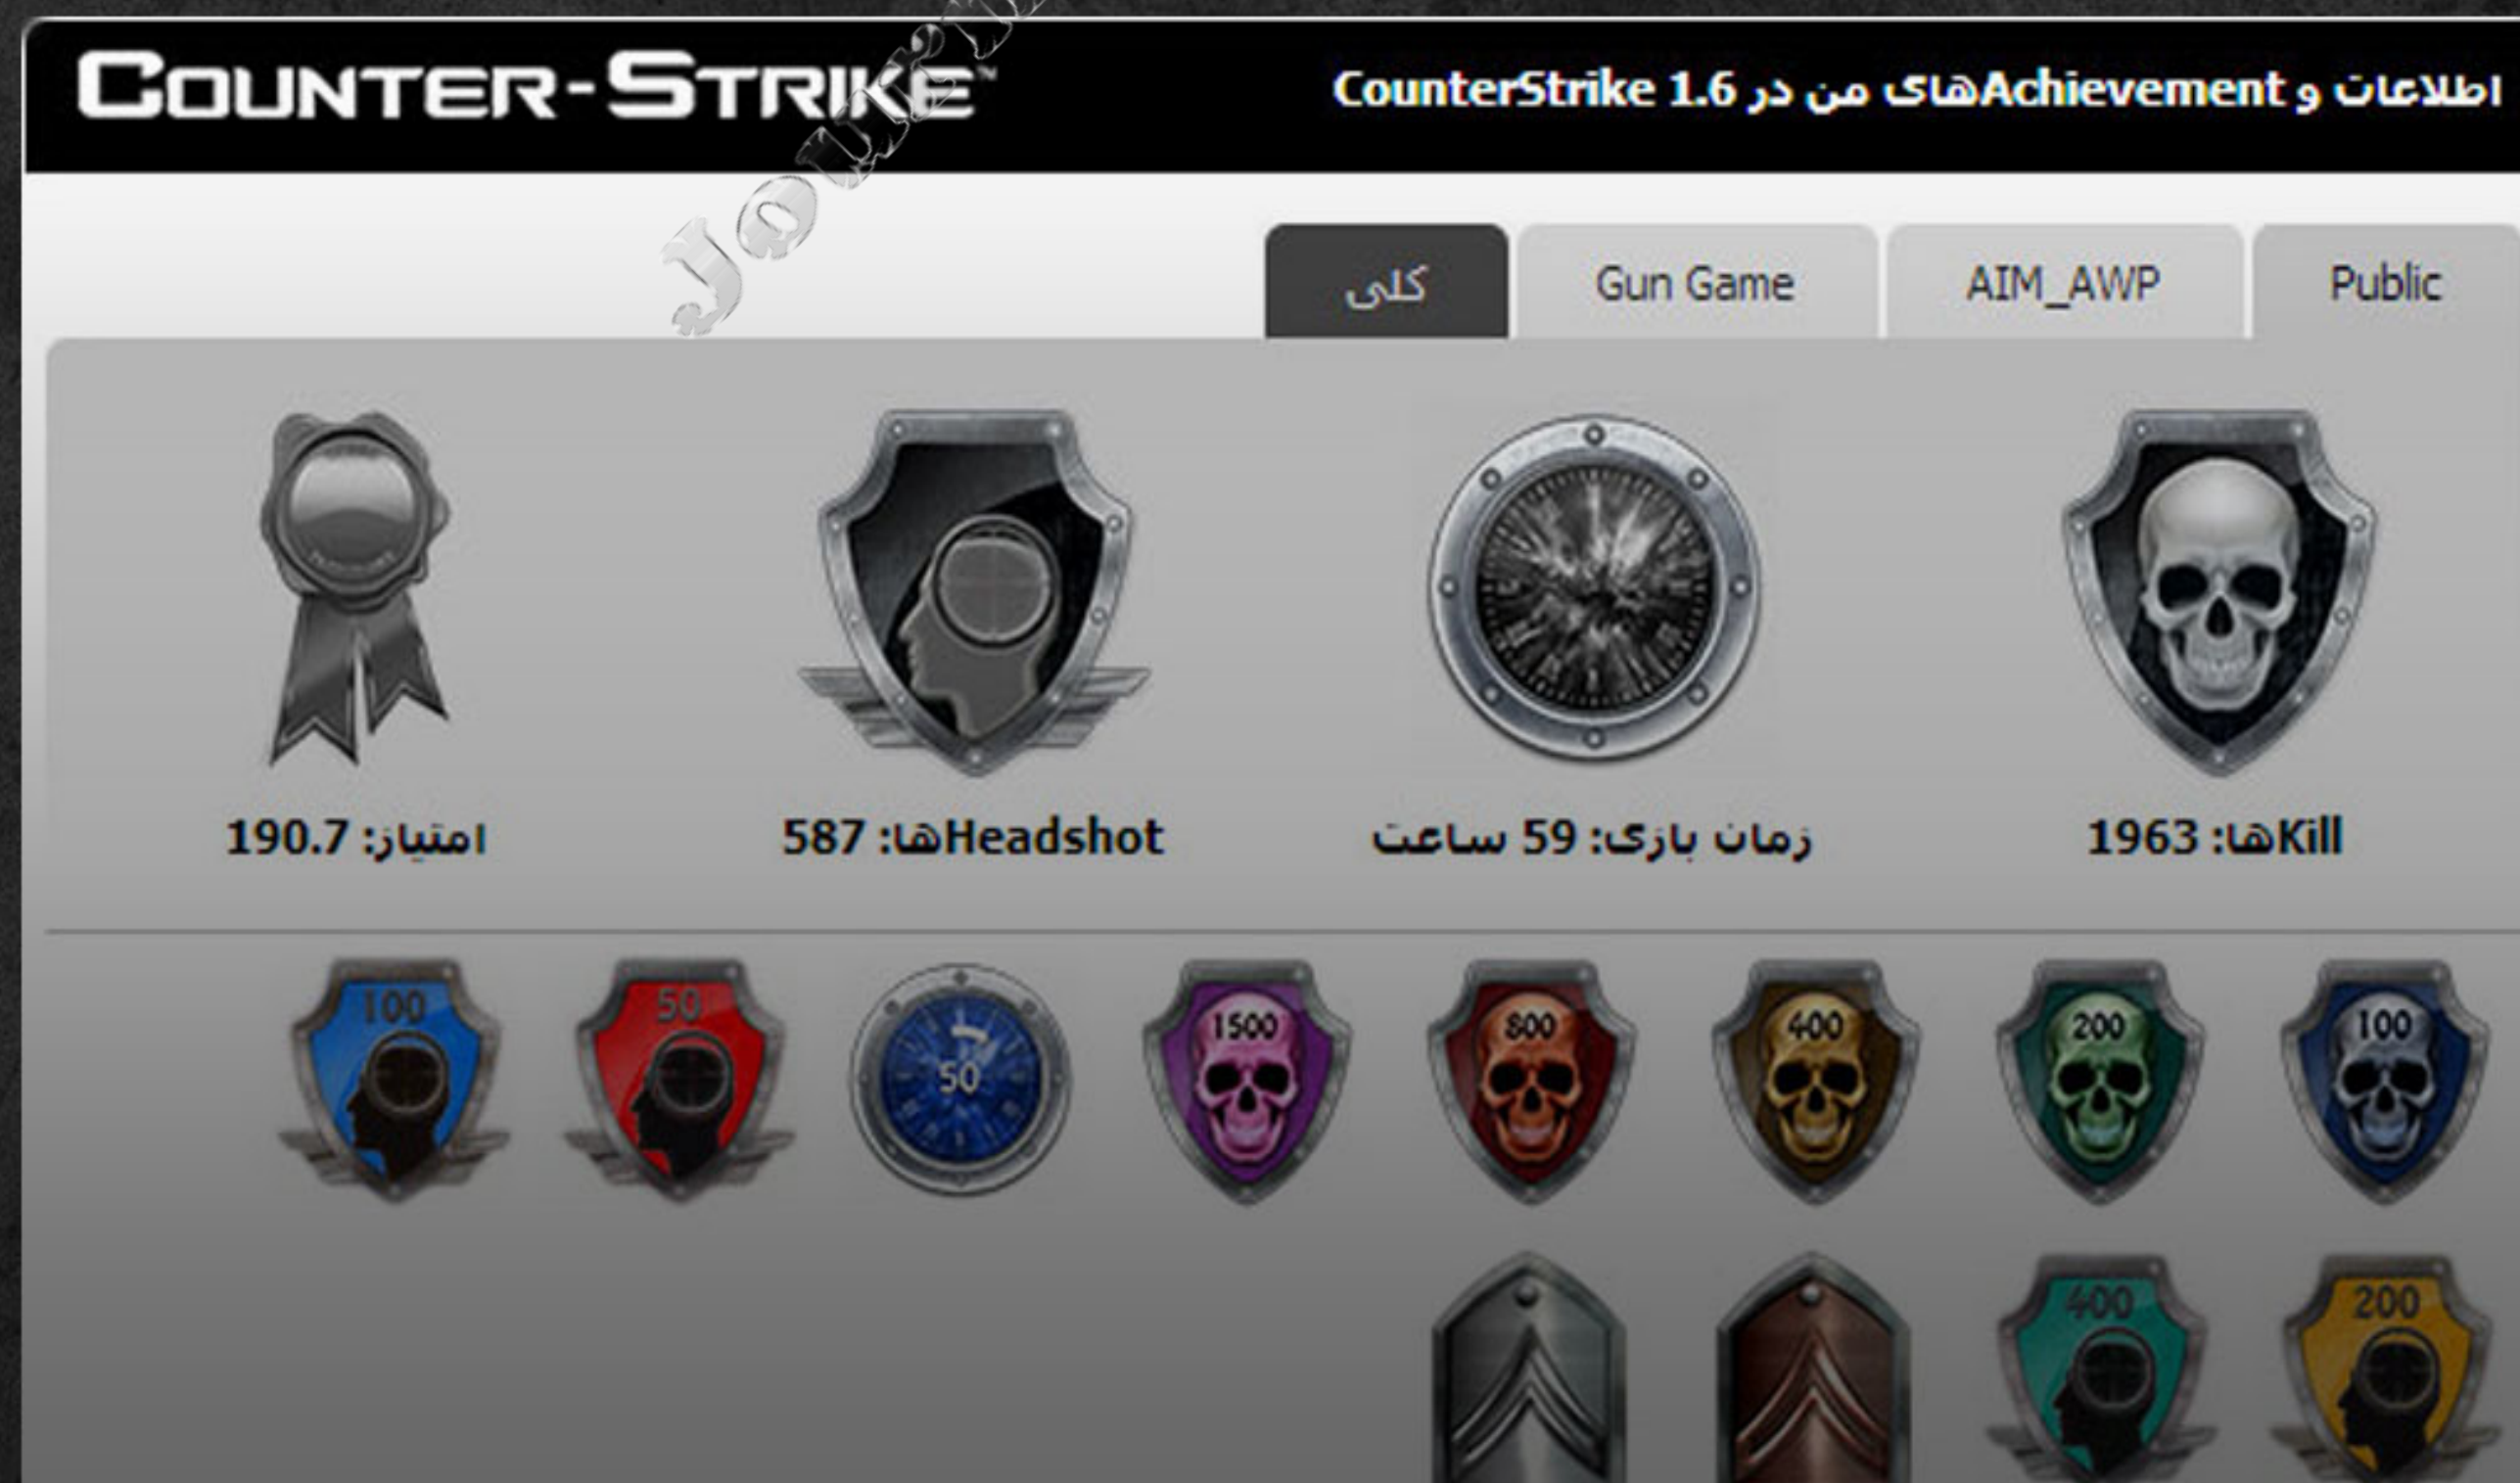 COUNTER-STRIKE™
اطلاعات و Achievementهای من در CounterStrike 1.6
Public
AIM_AWP
Gun Game
کلی
Killها: 1963
زمان بازی: 59 ساعت
Headshotها: 587
امتیاز: 190.7
100
200
400
800
1500
50
50
100
200
400